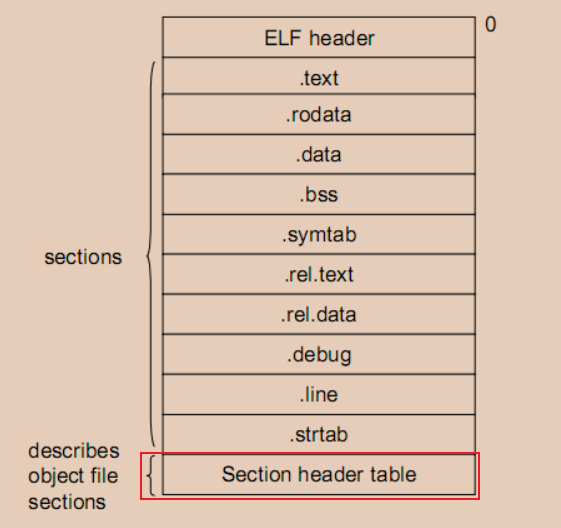 ELF header
0
.text
.rodata
.data
.bss
.symtab
sections
.rel.text
.rel.data
.debug
.line
.strtab
describes
object file
sections
Section header table